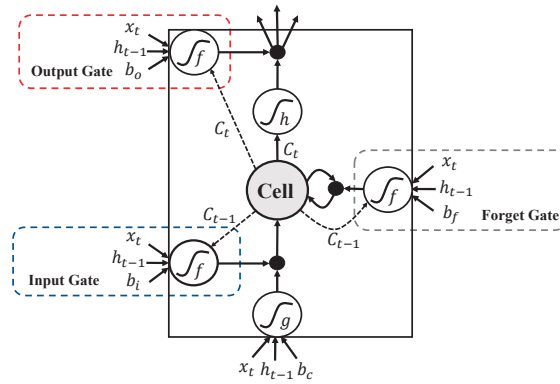 x_t
h_{t-1}
Output Gate
b_o
f
h
C_t
C_t
Cell
x_t
h_{t-1}
f
b_f
Forget Gate
C_{t-1}
C_{t-1}
x_t
h_{t-1}
Input Gate
b_i
f
g
x_t h_{t-1} b_c